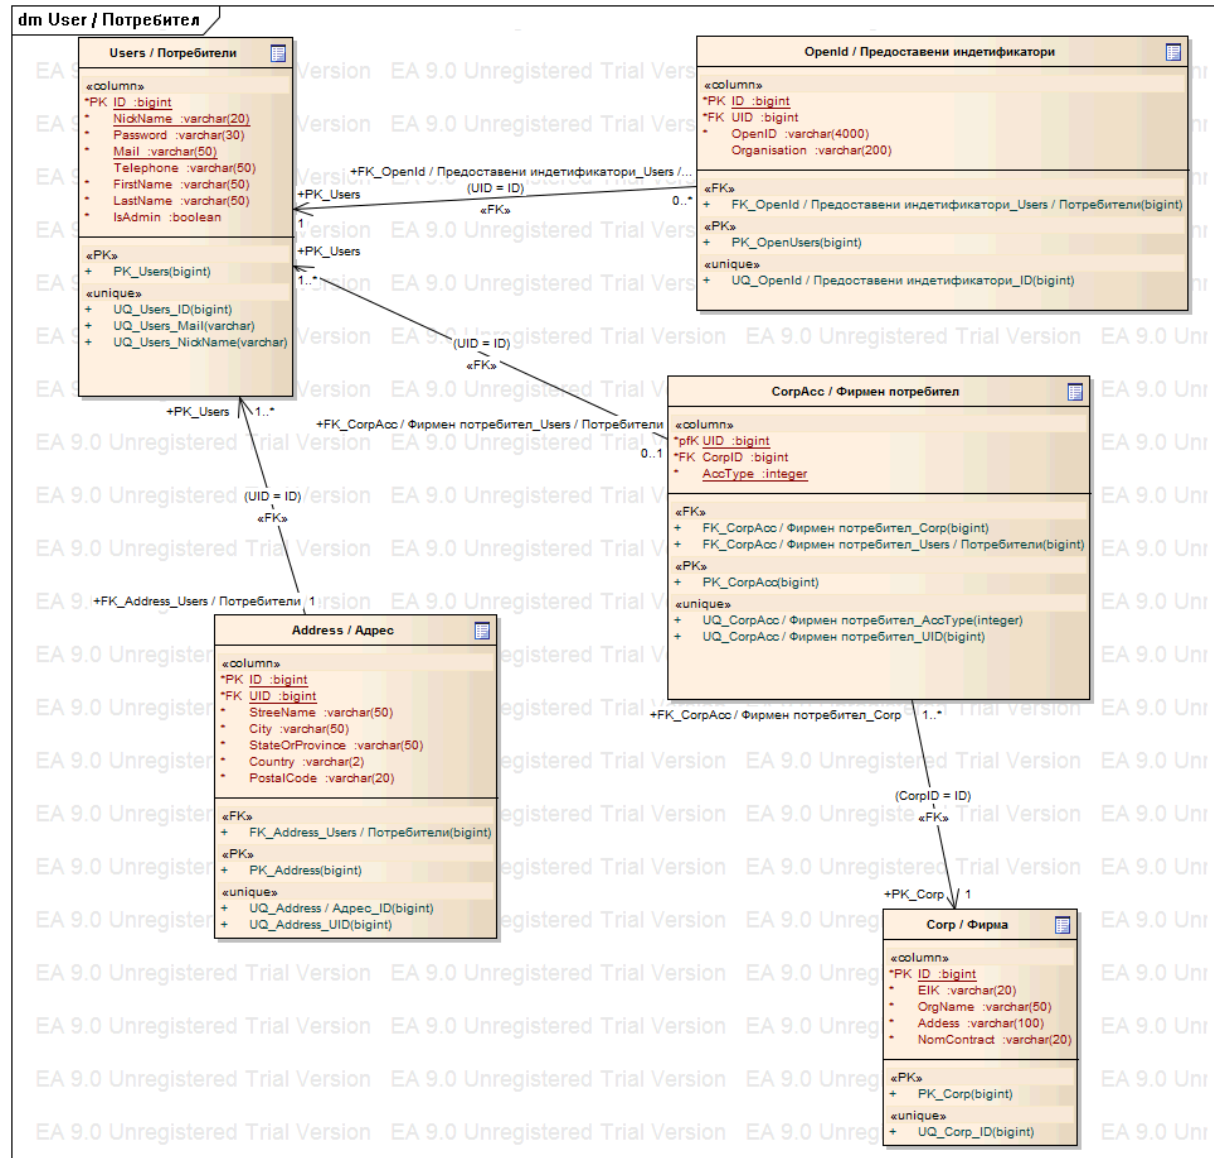 dm User / Потребител
Users / Потребители
«column»
*PK ID :bigint
* NickName :varchar(20)
* Password :varchar(30)
* Mail :varchar(50)
Telephone :varchar(50)
* FirstName :varchar(50)
* LastName :varchar(50)
* IsAdmin :boolean
«PK»
+ PK_Users(bigint)
«unique»
+ UQ_Users_ID(bigint)
+ UQ_Users_Mail(varchar)
+ UQ_Users_NickName(varchar)
OpenId / Предоставени индетификатори
«column»
*PK ID :bigint
*FK UID :bigint
* OpenID :varchar(4000)
Organisation :varchar(200)
«FK»
+ FK_OpenId / Предоставени индетификатори_Users / Потребители(bigint)
«PK»
+ PK_OpenUsers(bigint)
«unique»
+ UQ_OpenId / Предоставени индетификатори_ID(bigint)
+FK_OpenId / Предоставени индетификатори_Users /...
(UID = ID)
+PK_Users
0..*
«FK»
1
+PK_Users
1..*
(UID = ID)
«FK»
+FK_CorpAcc / Фирмен потребител_Users / Потребители
0..1
CorpAcc / Фирмен потребител
«column»
*pfK UID :bigint
*FK CorpID :bigint
* AccType :integer
«FK»
+ FK_CorpAcc / Фирмен потребител_Corp(bigint)
+ FK_CorpAcc / Фирмен потребител_Users / Потребители(bigint)
«PK»
+ PK_CorpAcc(bigint)
«unique»
+ UQ_CorpAcc / Фирмен потребител_AccType(integer)
+ UQ_CorpAcc / Фирмен потребител_UID(bigint)
+PK_Users 1..*
(UID = ID)
«FK»
+FK_Address_Users / Потребители 1
Address / Адрес
«column»
*PK ID :bigint
*FK UID :bigint
* StreeName :varchar(50)
* City :varchar(50)
* StateOrProvince :varchar(50)
* Country :varchar(2)
* PostalCode :varchar(20)
«FK»
+ FK_Address_Users / Потребители(bigint)
«PK»
+ PK_Address(bigint)
«unique»
+ UQ_Address / Адрес_ID(bigint)
+ UQ_Address_UID(bigint)
+FK_CorpAcc / Фирмен потребител_Corp 1..*
(CorpID = ID)
«FK»
+PK_Corp 1
Corp / Фирма
«column»
*PK ID :bigint
* EIK :varchar(20)
* OrgName :varchar(50)
* Addess :varchar(100)
* NomContract :varchar(20)
«PK»
+ PK_Corp(bigint)
«unique»
+ UQ_Corp_ID(bigint)
EA 9.0 Unregistered Trial Version